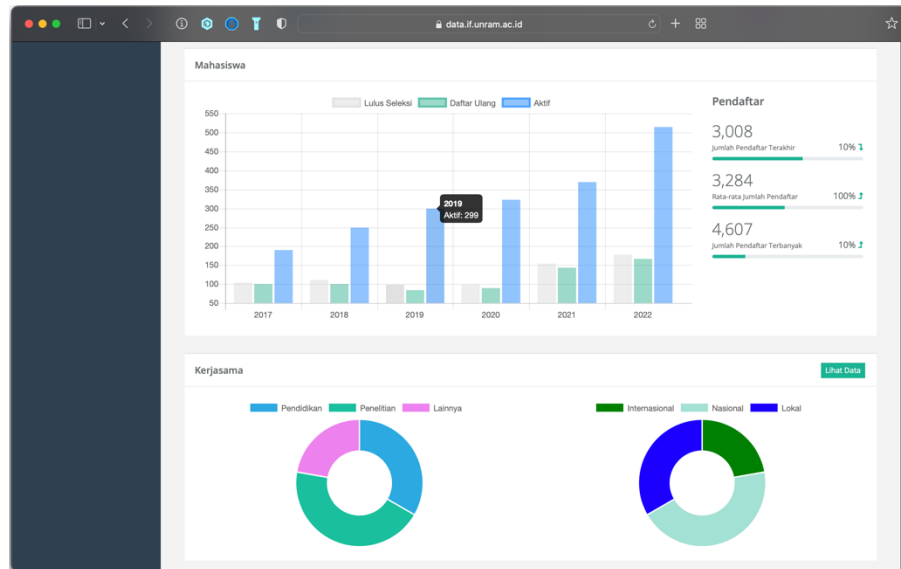 data.if.unram.ac.id
Mahasiswa
Lulus Seleksi Daftar Ulang Aktif
550
500
450
400
350
300
250
200
150
100
50
2019
Aktif: 299
2017 2018 2019 2020 2021 2022
Pendaftar
3,008
Jumlah Pendaftar Terakhir 10%
3,284
Rata-rata Jumlah Pendaftar 100%
4,607
Jumlah Pendaftar Terbanyak 10%
Kerjasama
Lihat Data
Pendidikan Penelitian Lainnya
Internasional Nasional Lokal